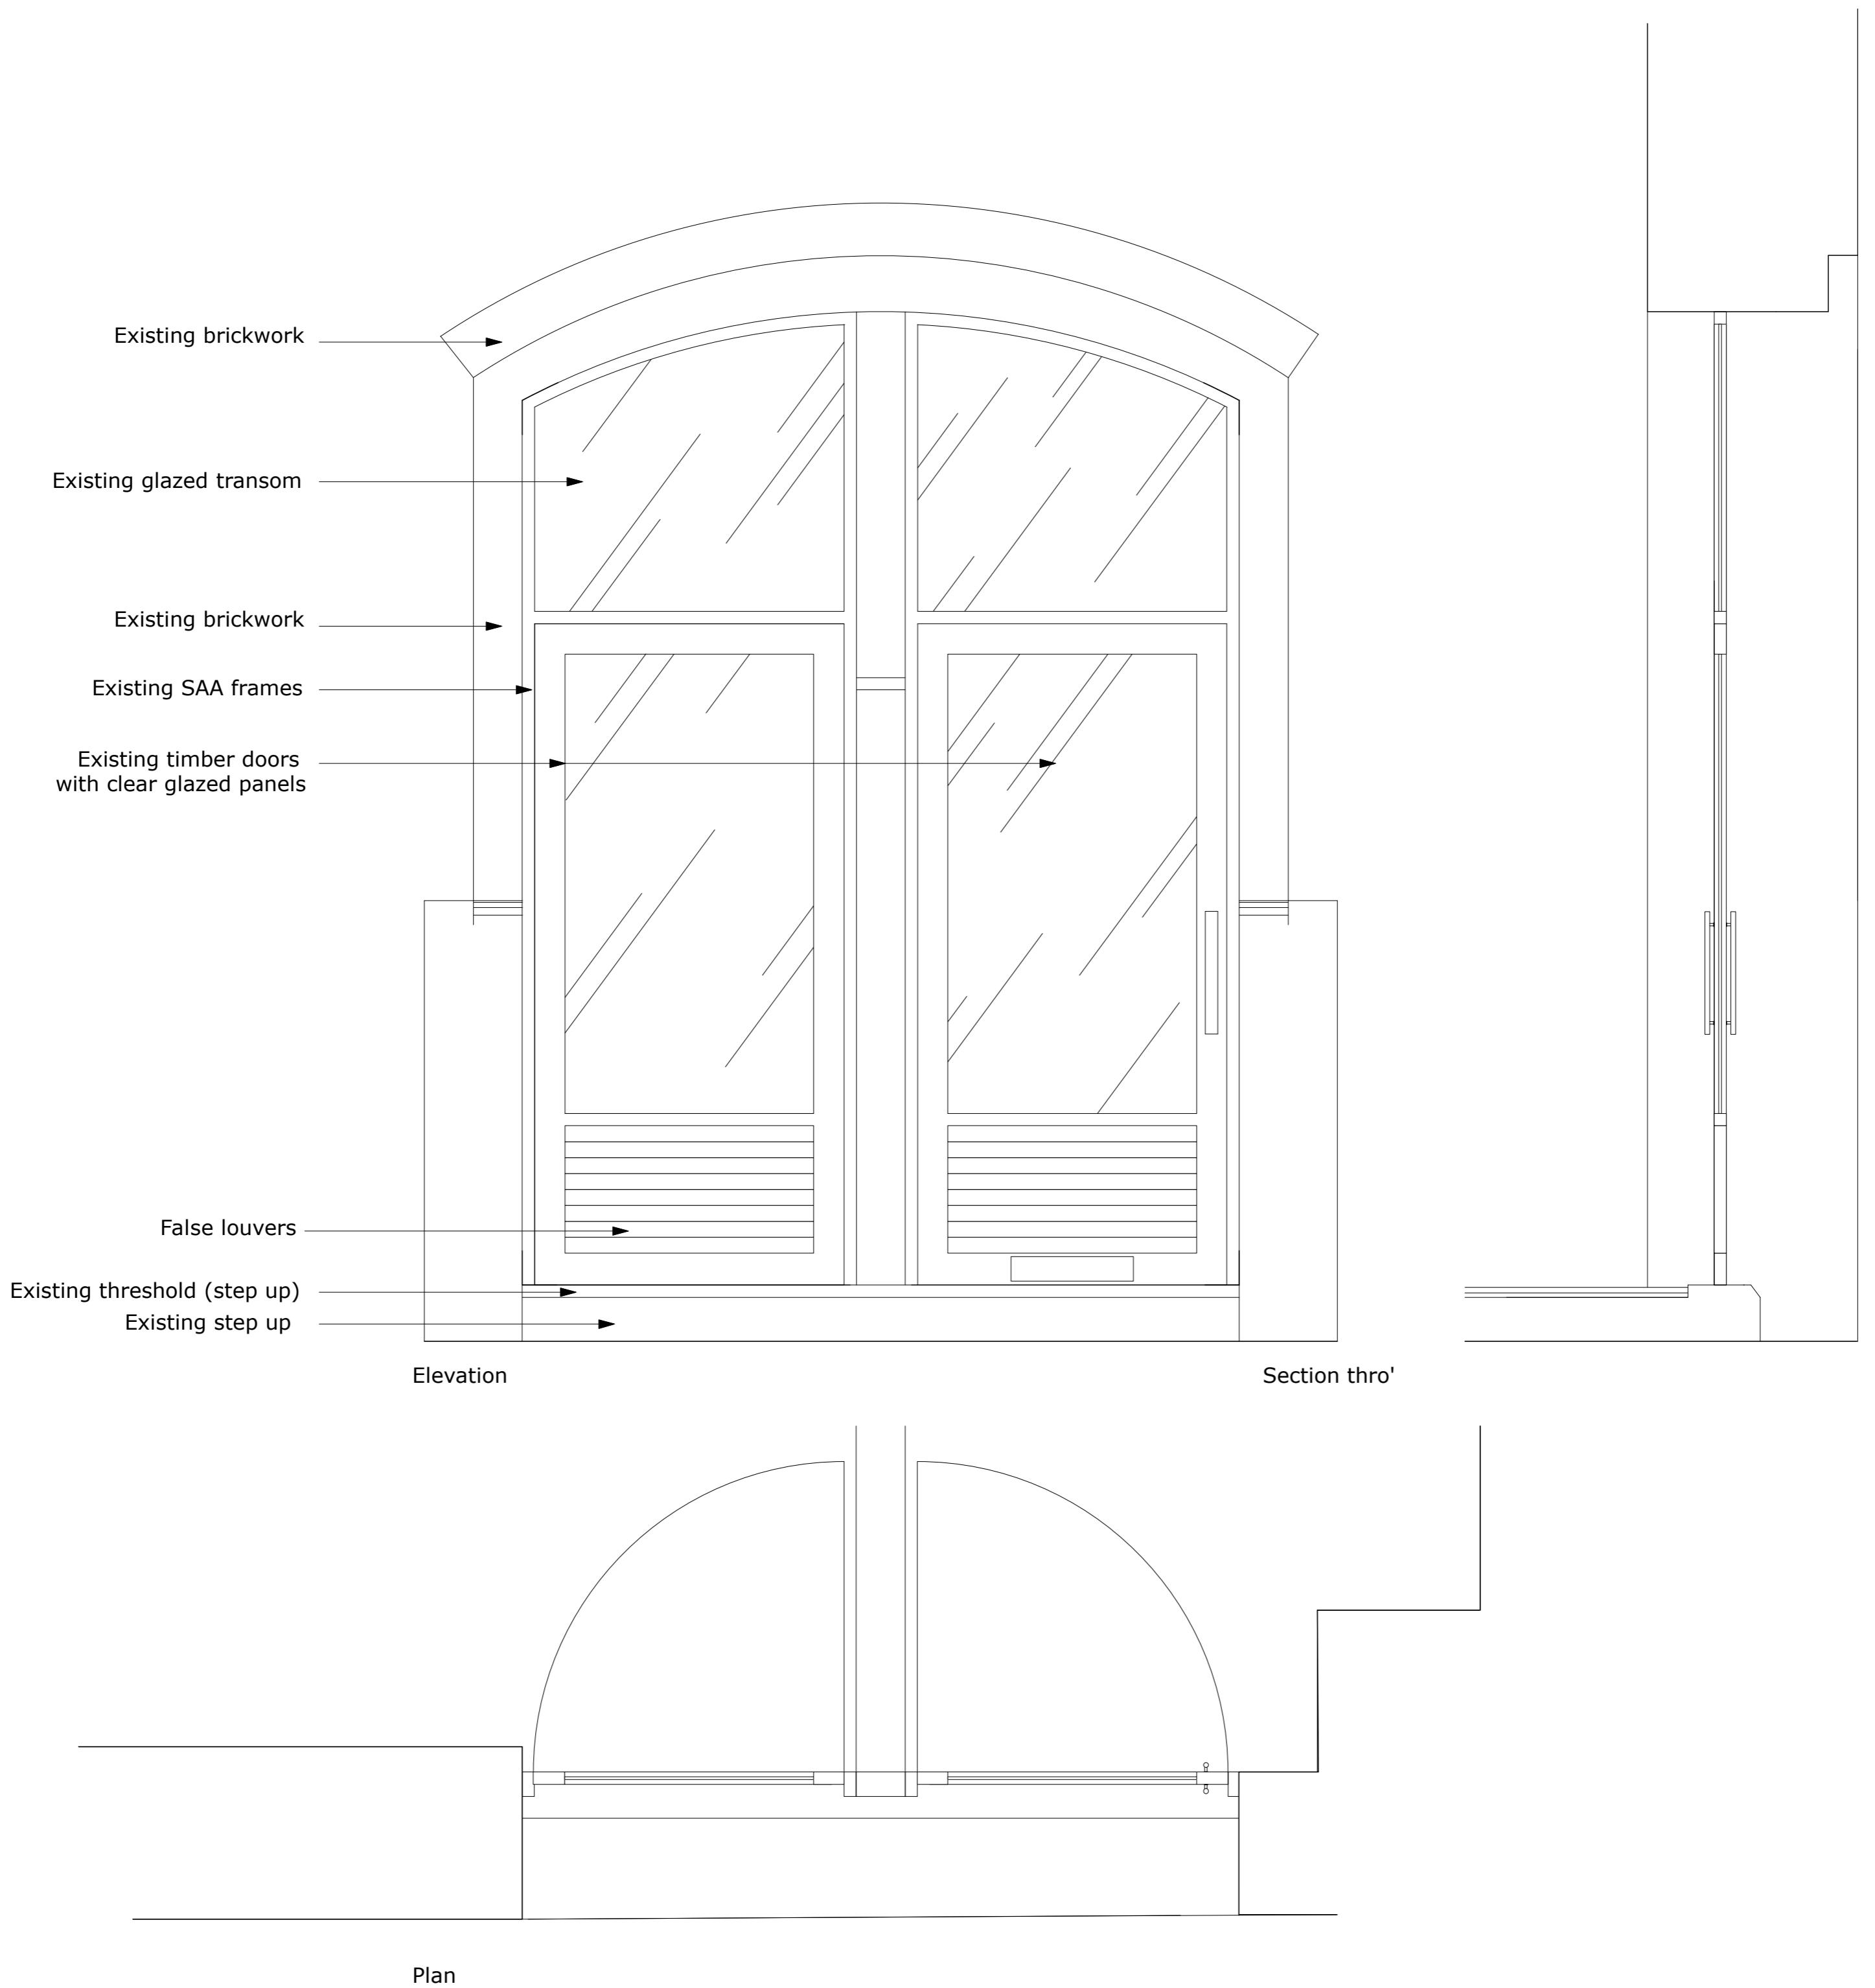 Existing brickwork
Existing glazed transom
Existing brickwork
Existing SAA frames
Existing timber doors
with clear glazed panels
False louvers
Existing threshold (step up)
Existing step up
Elevation
Section thro'
Plan